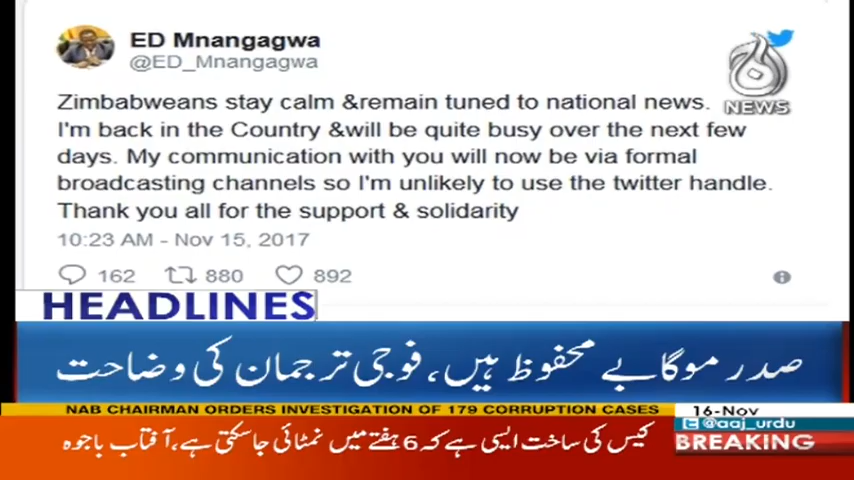 ED Mnangagwa
@ED_Mnangagwa
Zimbabweans stay calm &remain tuned to national news.
I'm back in the Country &will be quite busy over the next few
days. My communication with you will now be via formal
broadcasting channels so I'm unlikely to use the twitter handle.
Thank you all for the support & solidarity
10:23 AM - Nov 15, 2017
162 880 892
آج
NEWS
HEADLINES
صدر موگابے محفوظ ہیں، فوجی ترجمان کی وضاحت
NAB CHAIRMAN ORDERS INVESTIGATION OF 179 CORRUPTION CASES
16-Nov
@aaj_urdu
کیس کی ساخت ایسی ہے کہ 6 ہفتے میں نمٹائی جاسکتی ہے، آفتاب باجوہ
BREAKING